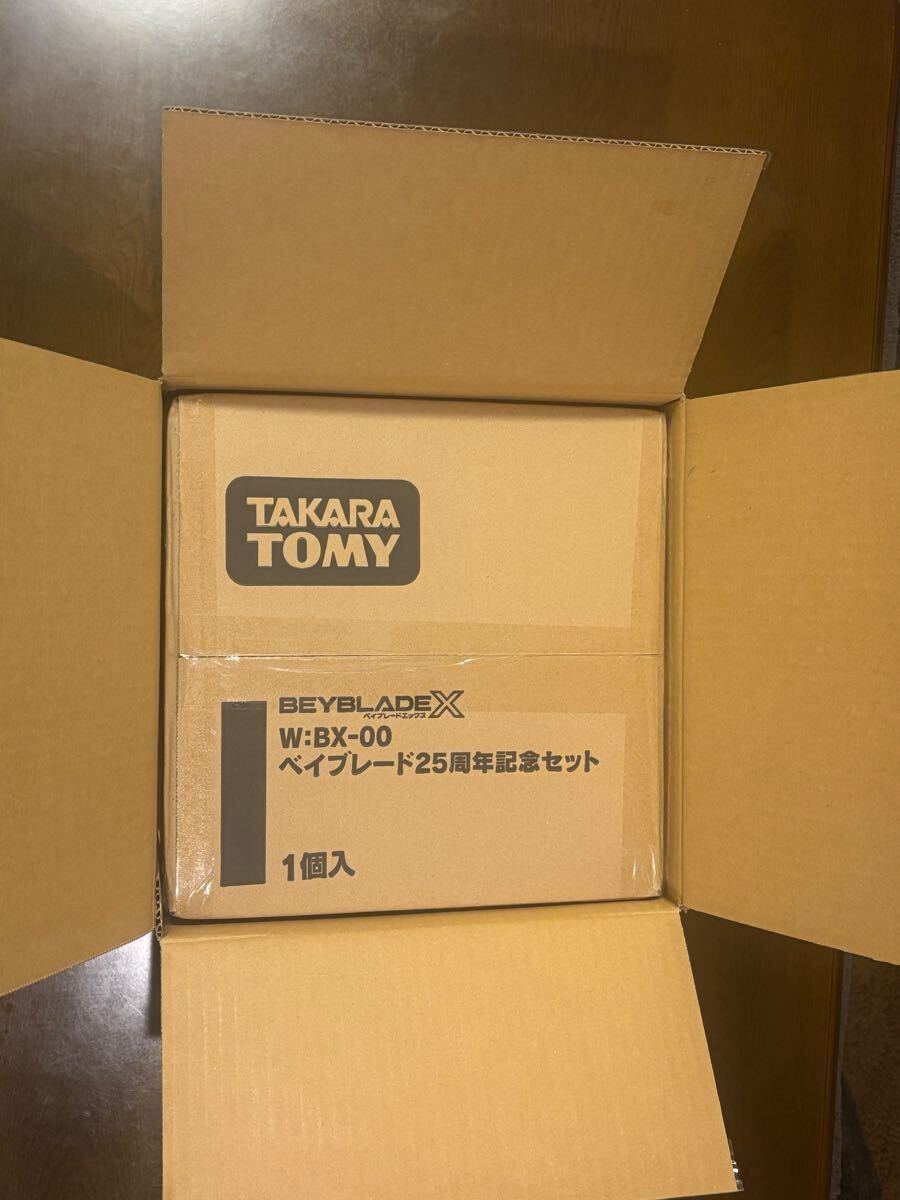 TAKARA
TOMY
BEYBLADE X
ベイブレードエックス
W:BX-00
ベイブレード25周年記念セット
1個入